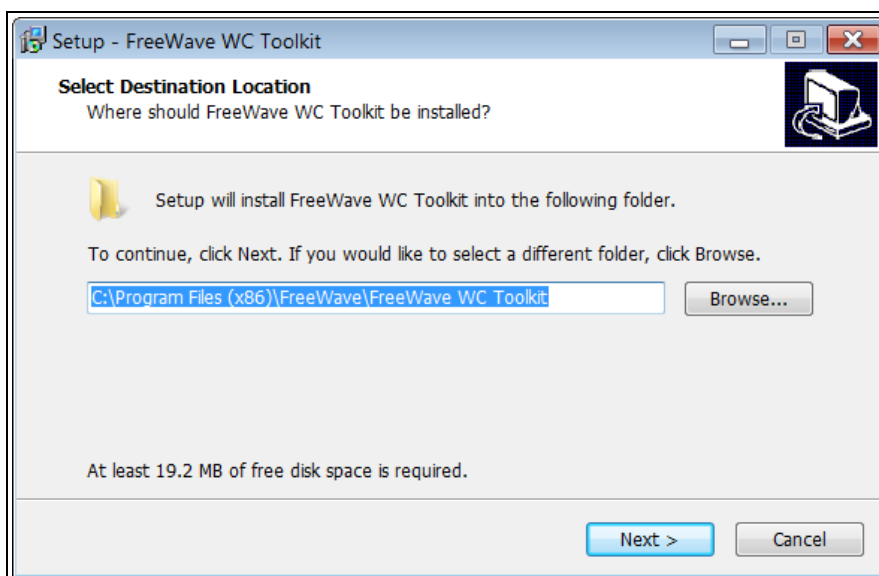 Setup - FreeWave WC Toolkit
Select Destination Location
Where should FreeWave WC Toolkit be installed?
Setup will install FreeWave WC Toolkit into the following folder.
To continue, click Next. If you would like to select a different folder, click Browse.
C:\Program Files (x86)\FreeWave\FreeWave WC Toolkit
Browse...
At least 19.2 MB of free disk space is required.
Next >
Cancel